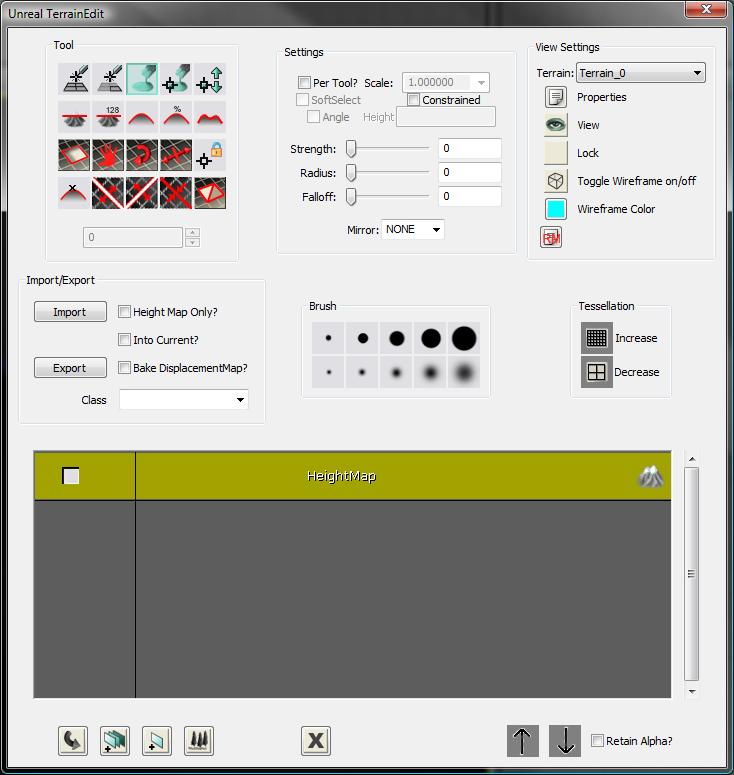 Unreal TerrainEdit
Tool
128
%
x
0
Settings
Per Tool? Scale: 1.000000
SoftSelect Constrained
Angle Height
Strength: 0
Radius: 0
Falloff: 0
Mirror: NONE
View Settings
Terrain: Terrain_0
Properties
View
Lock
Toggle Wireframe on/off
Wireframe Color
RM
Import/Export
Import Height Map Only?
Into Current?
Export Bake DisplacementMap?
Class
Brush
Tessellation
Increase
Decrease
HeightMap
X
Retain Alpha?